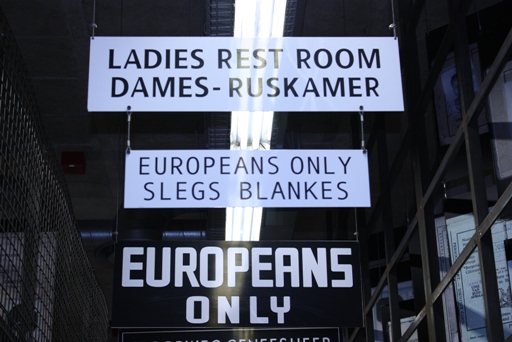 LADIES REST ROOM
DAMES-RUSKAMER
EUROPEANS ONLY
SLEGS BLANKES
EUROPEANS
ONLY